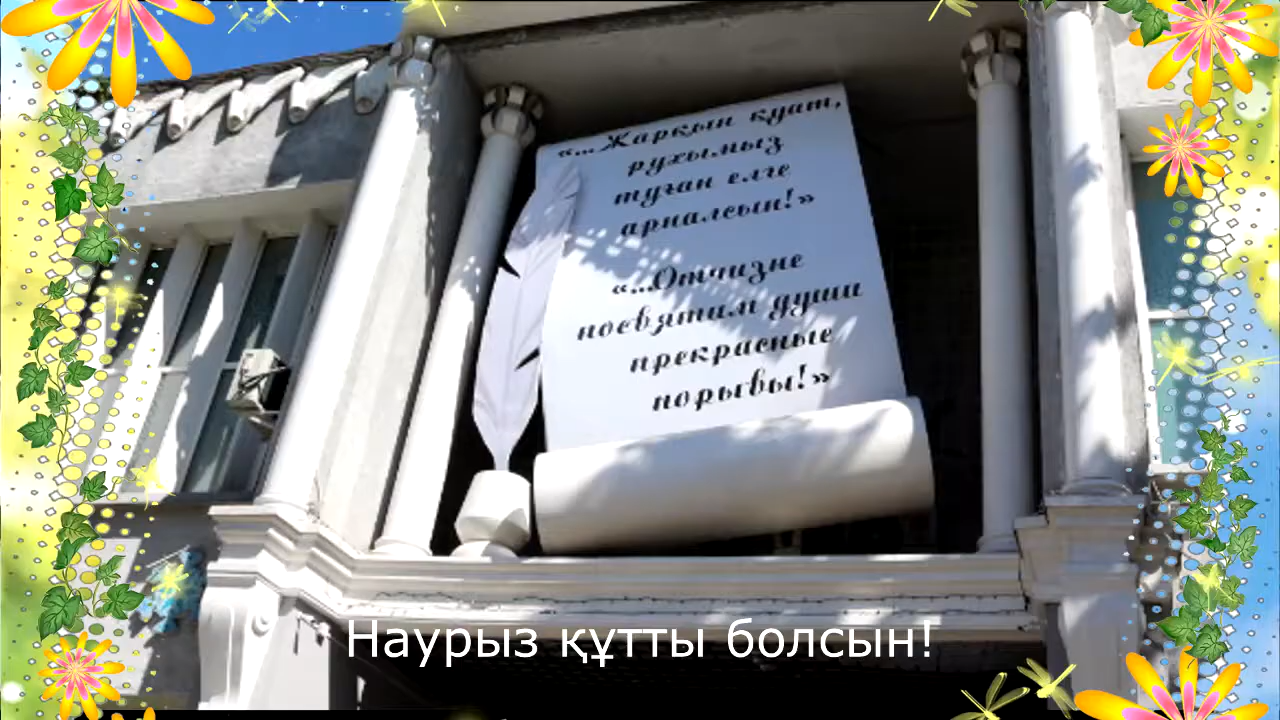 «...Жарқын қуат,
рухымыз
туған елге
арналсын!»
«...Отчизне
посвятим души
прекрасные
порывы!»
Наурыз құтты болсын!